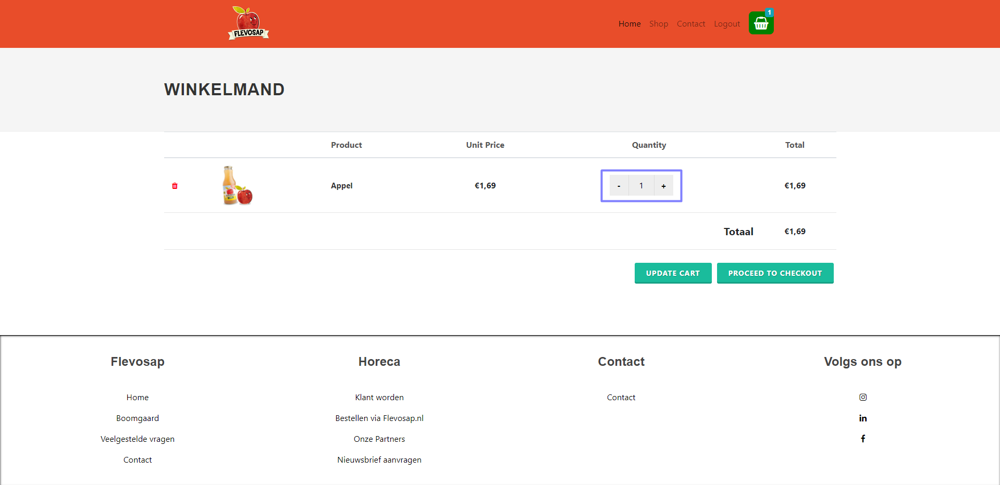 FLEVOSAP
Home Shop Contact Logout 1
WINKELMAND
Product Unit Price Quantity Total
Appel €1,69 - 1 + €1,69
Totaal €1,69
UPDATE CART PROCEED TO CHECKOUT
Flevosap Horeca Contact Volgs ons op
Home Klant worden Contact
Boomgaard Bestellen via Flevosap.nl
Veelgestelde vragen Onze Partners
Contact Nieuwsbrief aanvragen